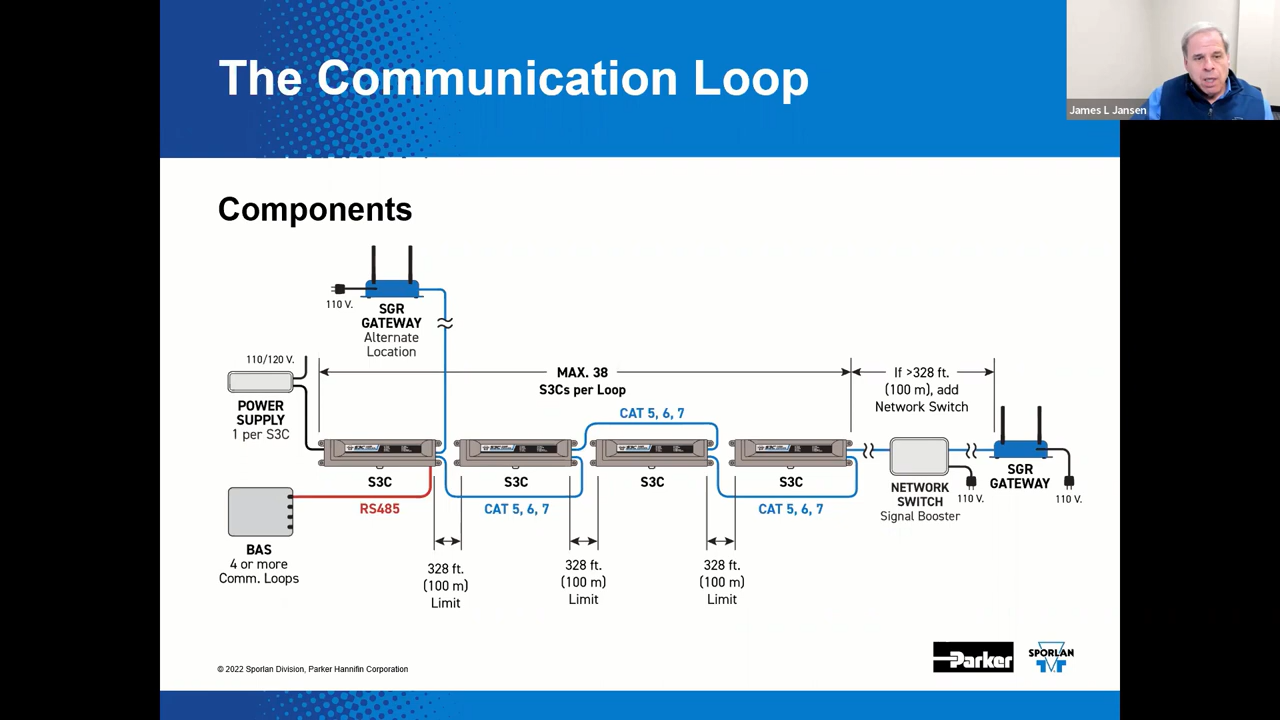 The Communication Loop
James L Jansen
Components
110 V.
SGR
GATEWAY
Alternate
Location
110/120 V.
POWER
SUPPLY
1 per S3C
MAX. 38
S3Cs per Loop
If >328 ft.
(100 m), add
Network Switch
CAT 5, 6, 7
S3C
S3C
S3C
S3C
RS485
CAT 5, 6, 7
CAT 5, 6, 7
NETWORK
SWITCH
Signal Booster
110 V.
SGR
GATEWAY
110 V.
BAS
4 or more
Comm. Loops
328 ft.
(100 m)
Limit
328 ft.
(100 m)
Limit
328 ft.
(100 m)
Limit
© 2022 Sporlan Division, Parker Hannifin Corporation
Parker
SPORLAN